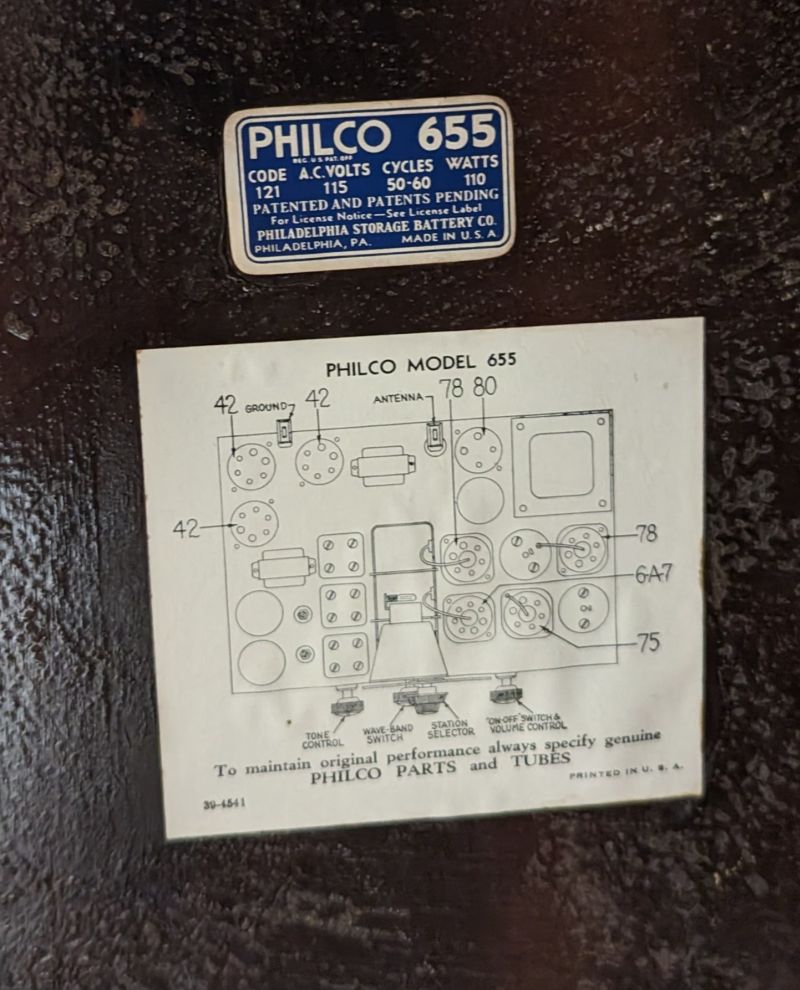 PHILCO 655
REG. U.S. PAT. OFF.
CODE A.C. VOLTS CYCLES WATTS
121 115 50-60 110
PATENTED AND PATENTS PENDING
For License Notice—See License Label
PHILADELPHIA STORAGE BATTERY CO.
PHILADELPHIA, PA. MADE IN U.S.A.
PHILCO MODEL 655
42 GROUND 42 ANTENNA 78 80
42
78
6A7
75
TONE CONTROL
WAVE-BAND SWITCH
STATION SELECTOR
"ON-OFF" SWITCH & VOLUME CONTROL
To maintain original performance always specify genuine
PHILCO PARTS and TUBES
PRINTED IN U. S. A.
39-4541